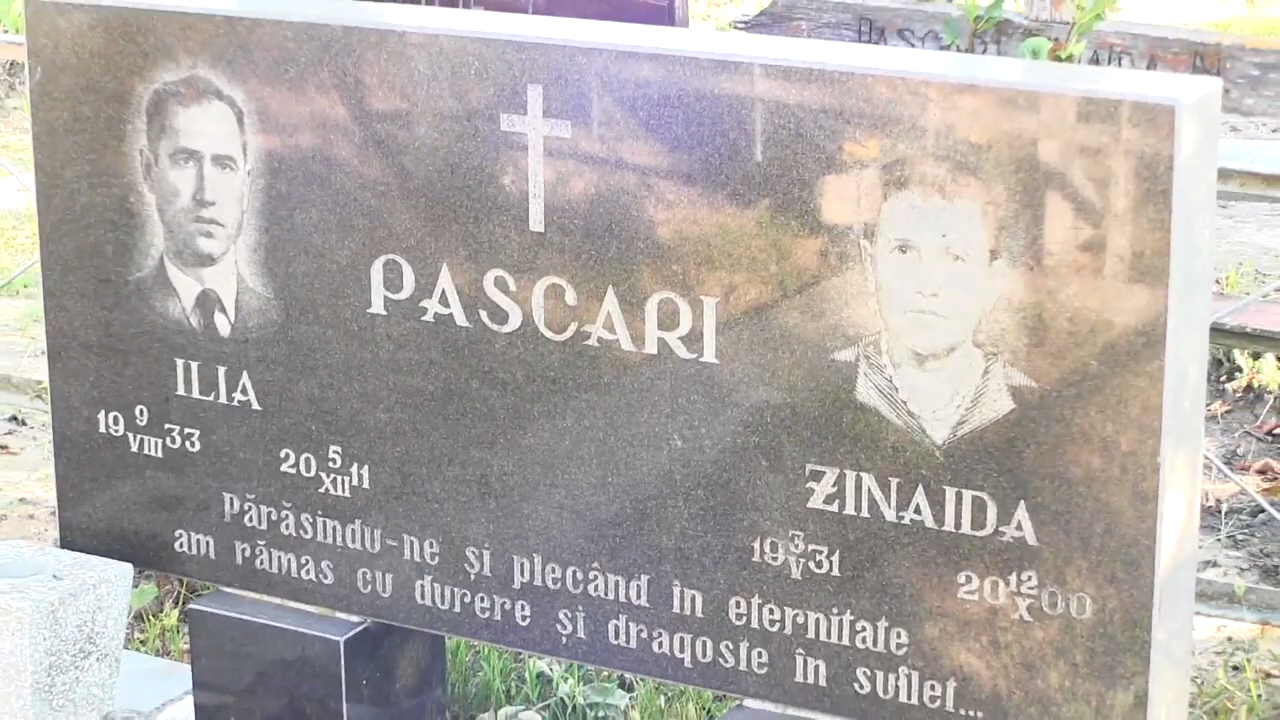 PASCARI
PASCARI
ILIA
19 9 VIII 33
20 5 XII 11
ZINAIDA
19 3 V 31
20 12 X 00
Părăsindu-ne și plecând în eternitate
am rămas cu durere și dragoste în suflet...